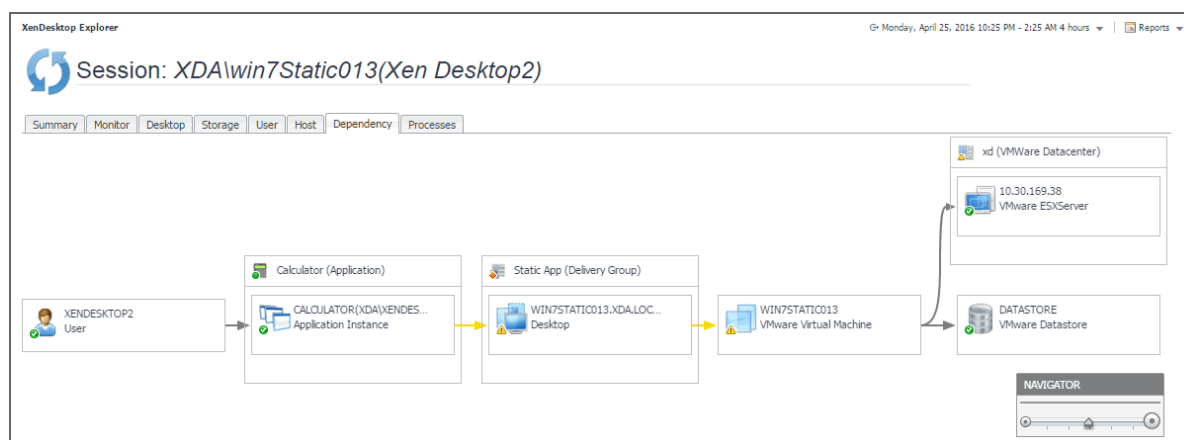 XenDesktop Explorer
Monday, April 25, 2016 10:25 PM - 2:25 AM 4 hours
Reports
Session: XDA\win7Static013(Xen Desktop2)
Summary Monitor Desktop Storage User Host Dependency Processes
xd (VMWare Datacenter)
10.30.169.38
VMware ESXServer
Calculator (Application)
Static App (Delivery Group)
XENDESKTOP2
User
CALCULATOR(XDA\XENDES...
Application Instance
WIN7STATIC013.XDA.LOC...
Desktop
WIN7STATIC013
VMware Virtual Machine
DATASTORE
VMware Datastore
NAVIGATOR